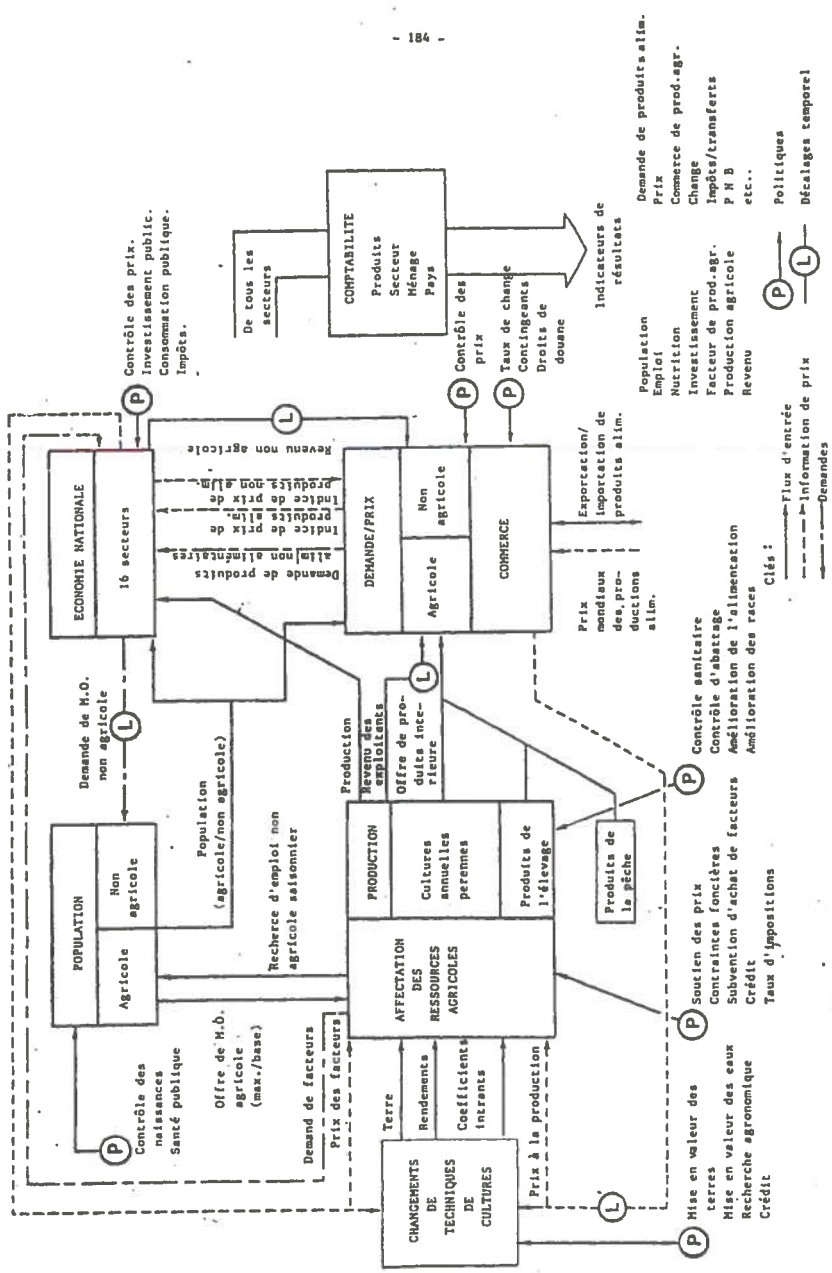 - 184 -
ECONOMIE NATIONALE
16 secteurs
P
Contrôle des prix.
Investissement public.
Consommation publique.
Impôts.
Demande de M.O.
non agricole
L
POPULATION
Agricole
Non
agricole
P
Contrôle des
naissances
Santé publique
Population
(agricole/non agricole)
Offre de M.O.
agricole
(max./base)
Recherce d'emploi non
agricole saisonnier
Demande de produits
alim non alimentaires
Indice de prix de
produits alim.
Indice de prix de
produits non alim.
Revenu non agricole
L
De tous les
secteurs
COMPTABILITE
Produits
Secteur
Ménage
Pays
Indicateurs de
résultats
DEMANDE/PRIX
Agricole
Non
agricole
COMMERCE
P
Contrôle des
prix
P
Taux de change
Contingeants
Droits de
douane
Prix
mondiaux
des pro-
ductions
alim.
Exportation/
importation de
produits alim.
Demand de facteurs
Prix des facteurs
Production
Revenu des
exploitants
L
Offre de pro-
duits inte-
rieure
AFFECTATION
DES
RESSOURCES
AGRICOLES
PRODUCTION
Cultures
annuelles
perennes
Produits de
l'élevage
Produits de
la pêche
Terre
Rendements
Coefficients
intrants
Prix à la production
CHANGEMENTS
DE
TECHNIQUES
DE
CULTURES
L
P
Mise en valeur des
terres
Mise en valeur des eaux
Recherche agronomique
Crédit
P
Soutien des prix
Contraintes foncières
Subvention d'achat de facteurs
Crédit
Taux d'impositions
P
Contrôle sanitaire
Contrôle d'abattage
Amélioration de l'alimentation
Amélioration des races
Population
Emploi
Nutrition
Investissement
Facteur de prod.agr.
Production agricole
Revenu
Demande de produits alim.
Prix
Commerce de prod.agr.
Change
Impôts/transferts
P N B
etc..
Clés :
Flux d'entrée
Information de prix
Demandes
P
Politiques
L
Décalages temporel